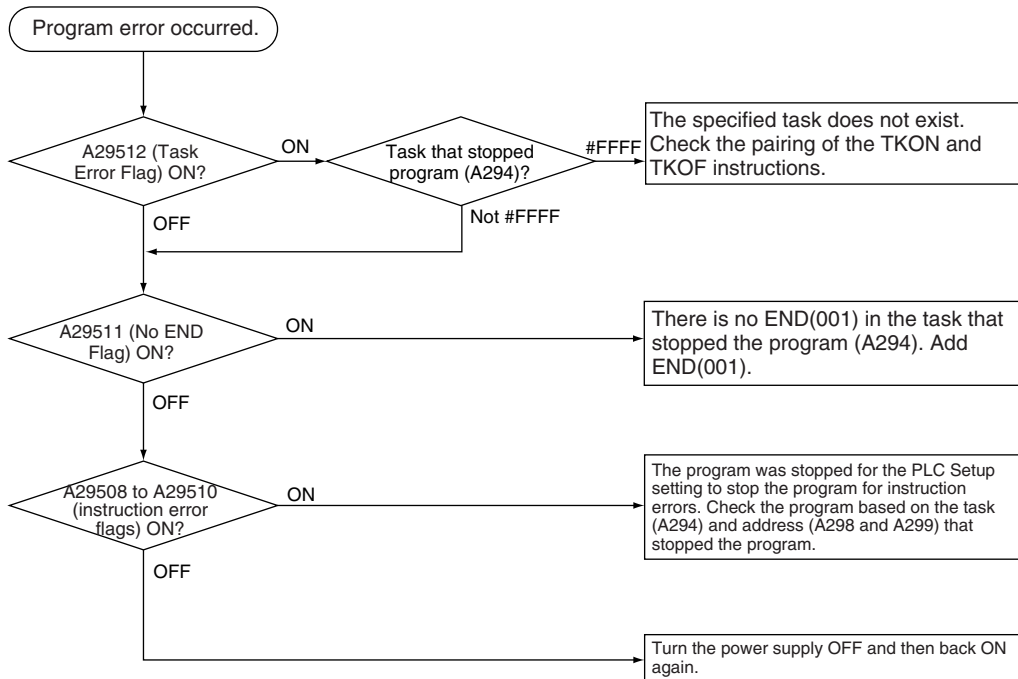 Program error occurred.
A29512 (Task
Error Flag) ON?
ON
Task that stopped
program (A294)?
#FFFF
The specified task does not exist.
Check the pairing of the TKON and
TKOF instructions.
OFF
Not #FFFF
A29511 (No END
Flag) ON?
ON
There is no END(001) in the task that
stopped the program (A294). Add
END(001).
OFF
A29508 to A29510
(instruction error
flags) ON?
ON
The program was stopped for the PLC Setup
setting to stop the program for instruction
errors. Check the program based on the task
(A294) and address (A298 and A299) that
stopped the program.
OFF
Turn the power supply OFF and then back ON
again.